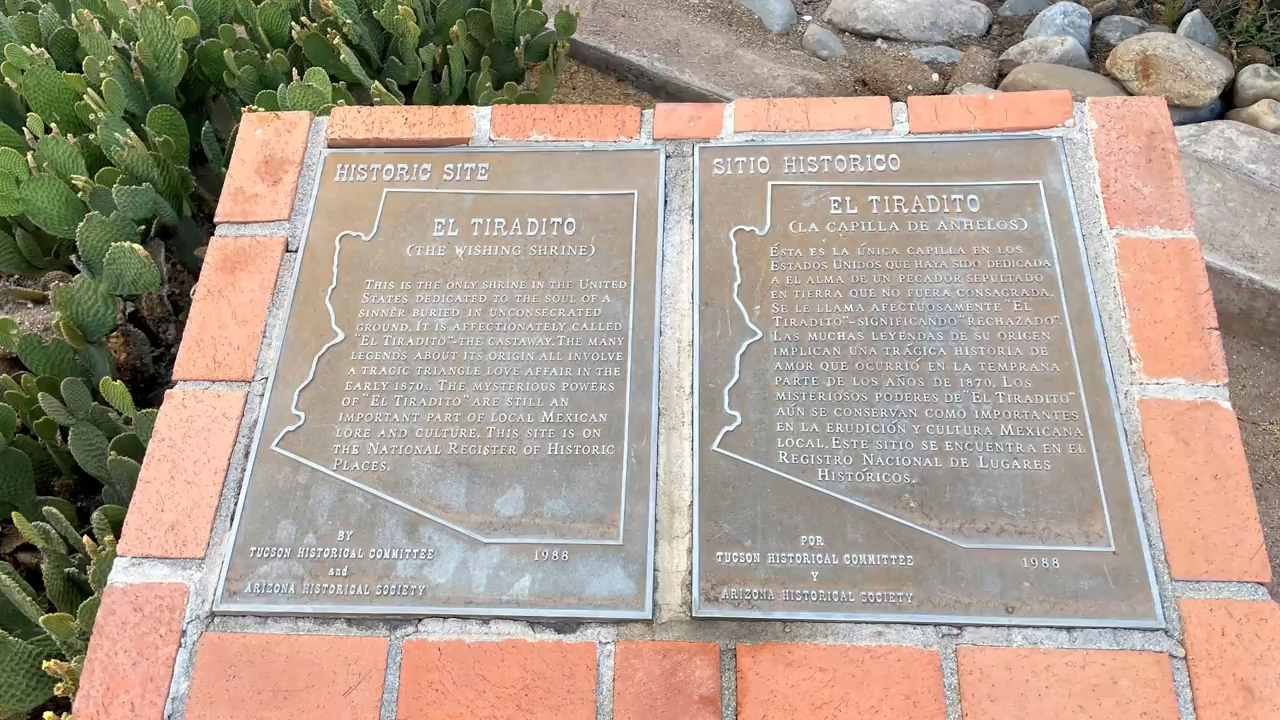 HISTORIC SITE
EL TIRADITO
(THE WISHING SHRINE)
THIS IS THE ONLY SHRINE IN THE UNITED
STATES DEDICATED TO THE SOUL OF A
SINNER BURIED IN UNCONSECRATED
GROUND. IT IS AFFECTIONATELY CALLED
"EL TIRADITO"-THE CASTAWAY. THE MANY
LEGENDS ABOUT ITS ORIGIN ALL INVOLVE
A TRAGIC TRIANGLE LOVE AFFAIR IN THE
EARLY 1870s. THE MYSTERIOUS POWERS
OF "EL TIRADITO" ARE STILL AN
IMPORTANT PART OF LOCAL MEXICAN
LORE AND CULTURE. THIS SITE IS ON
THE NATIONAL REGISTER OF HISTORIC
PLACES.
BY
TUCSON HISTORICAL COMMITTEE
and
ARIZONA HISTORICAL SOCIETY
1988
SITIO HISTORICO
EL TIRADITO
(LA CAPILLA DE ANHELOS)
ÉSTA ES LA ÚNICA CAPILLA EN LOS
ESTADOS UNIDOS QUE HAYA SIDO DEDICADA
A EL ALMA DE UN PECADOR SEPULTADO
EN TIERRA QUE NO FUERA CONSAGRADA.
SE LE LLAMA AFECTUOSAMENTE "EL
TIRADITO"-SIGNIFICANDO "RECHAZADO".
LAS MUCHAS LEYENDAS DE SU ORIGEN
IMPLICAN UNA TRÁGICA HISTORIA DE
AMOR QUE OCURRIÓ EN LA TEMPRANA
PARTE DE LOS AÑOS DE 1870. LOS
MISTERIOSOS PODERES DE "EL TIRADITO"
AÚN SE CONSERVAN COMO IMPORTANTES
EN LA ERUDICIÓN Y CULTURA MEXICANA
LOCAL. ESTE SITIO SE ENCUENTRA EN EL
REGISTRO NACIONAL DE LUGARES
HISTÓRICOS.
POR
TUCSON HISTORICAL COMMITTEE
Y
ARIZONA HISTORICAL SOCIETY
1988